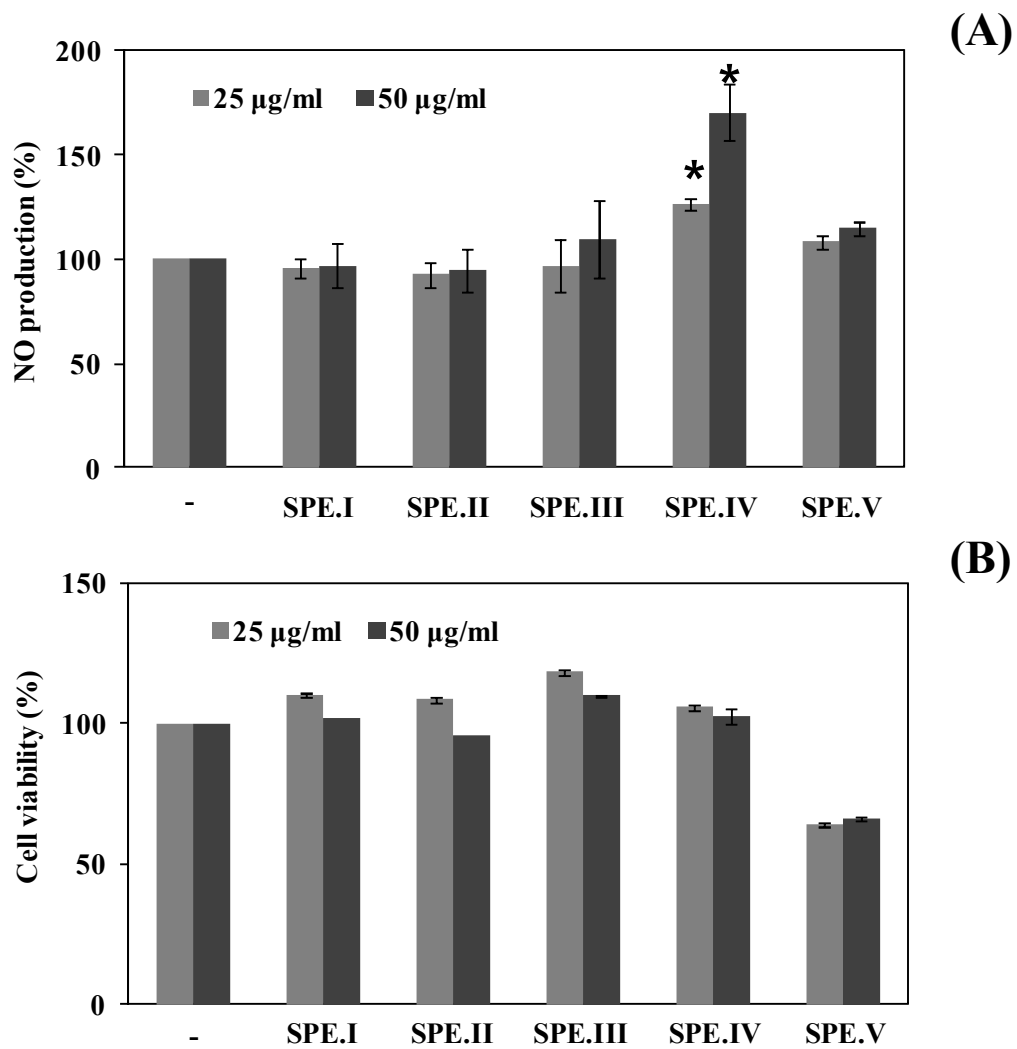 (A)
200
150
100
50
0
NO production (%)
25 µg/ml 50 µg/ml
*
*
- SPE.I SPE.II SPE.III SPE.IV SPE.V
(B)
150
100
50
0
Cell viability (%)
25 µg/ml 50 µg/ml
- SPE.I SPE.II SPE.III SPE.IV SPE.V